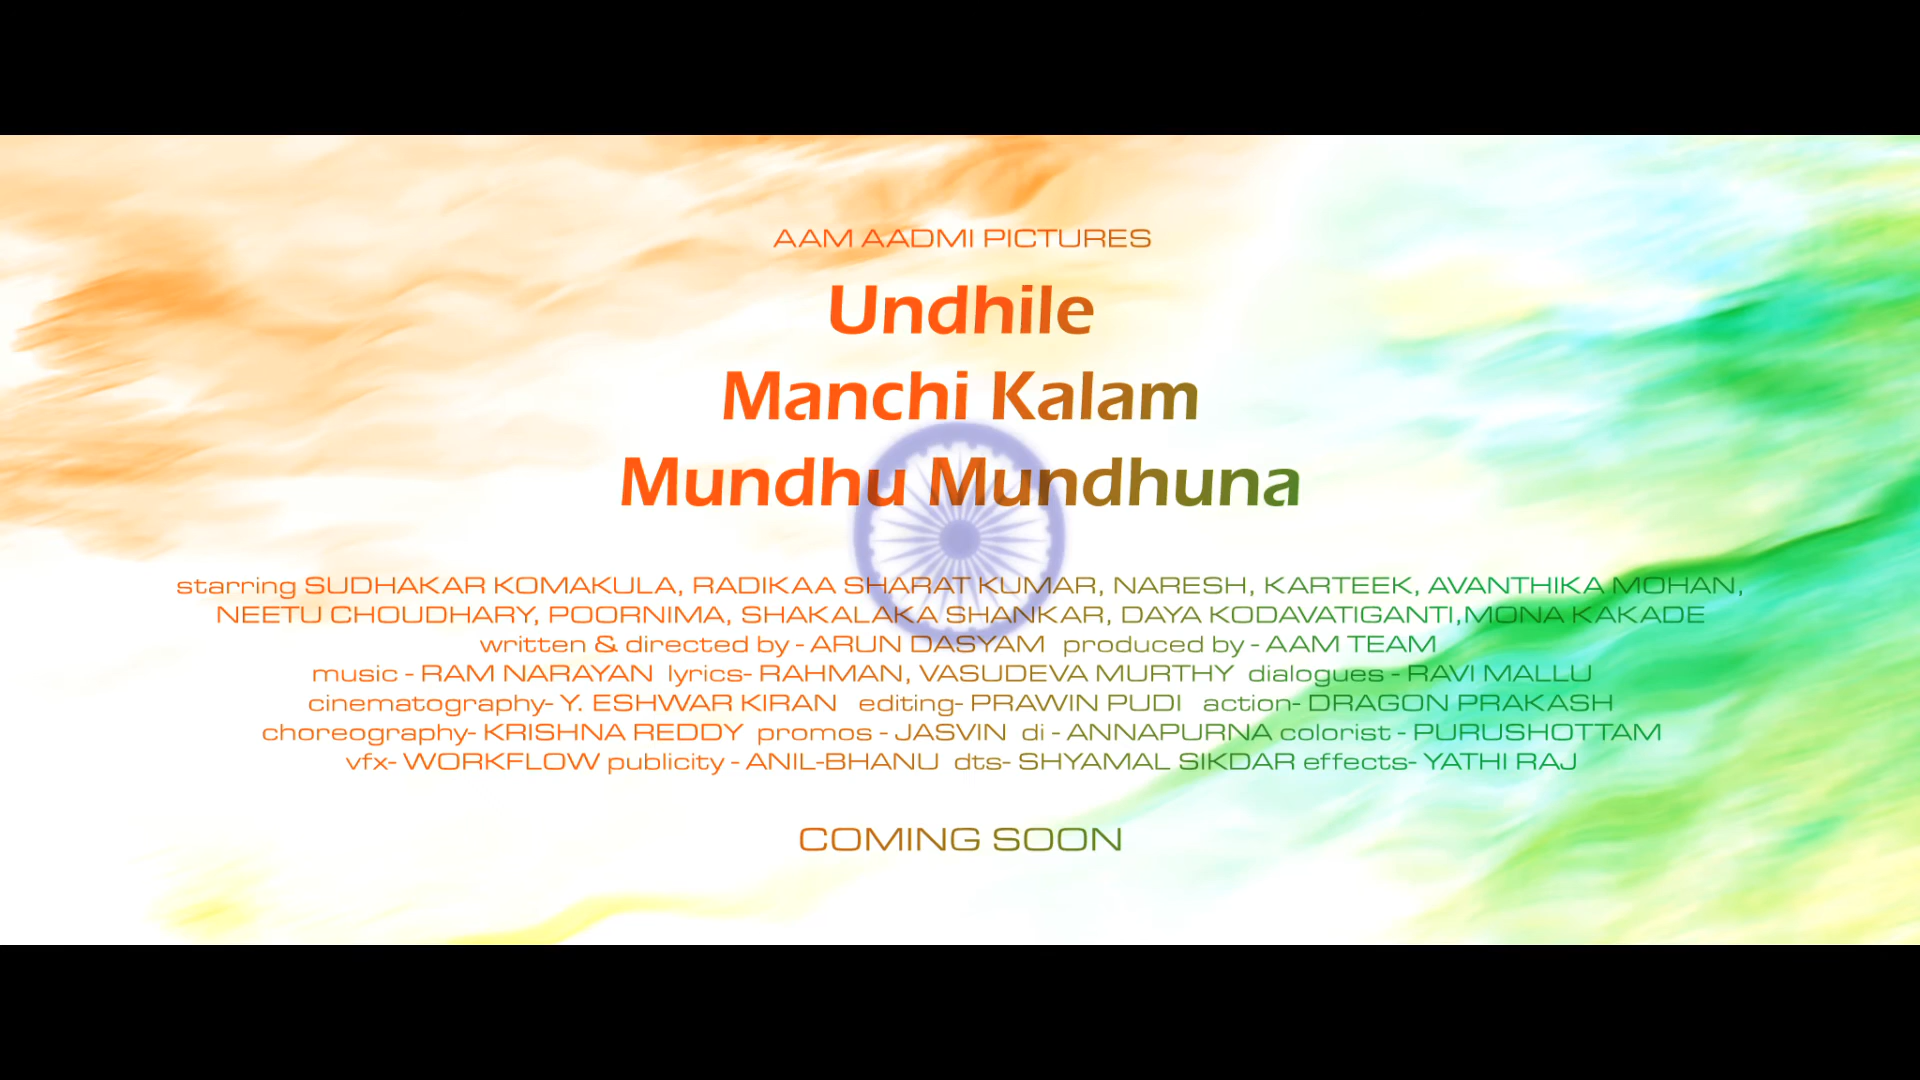 AAM AADMI PICTURES
Undhile
Manchi Kalam
Mundhu Mundhuna
starring SUDHAKAR KOMAKULA, RADIKAA SHARAT KUMAR, NARESH, KARTEEK, AVANTHIKA MOHAN,
NEETU CHOUDHARY, POORNIMA, SHAKALAKA SHANKAR, DAYA KODAVATIGANTI,MONA KAKADE
written & directed by - ARUN DASYAM produced by - AAM TEAM
music - RAM NARAYAN lyrics- RAHMAN, VASUDEVA MURTHY dialogues - RAVI MALLU
cinematography- Y. ESHWAR KIRAN editing- PRAWIN PUDI action- DRAGON PRAKASH
choreography- KRISHNA REDDY promos - JASVIN di - ANNAPURNA colorist - PURUSHOTTAM
vfx- WORKFLOW publicity - ANIL-BHANU dts- SHYAMAL SIKDAR effects- YATHI RAJ
COMING SOON